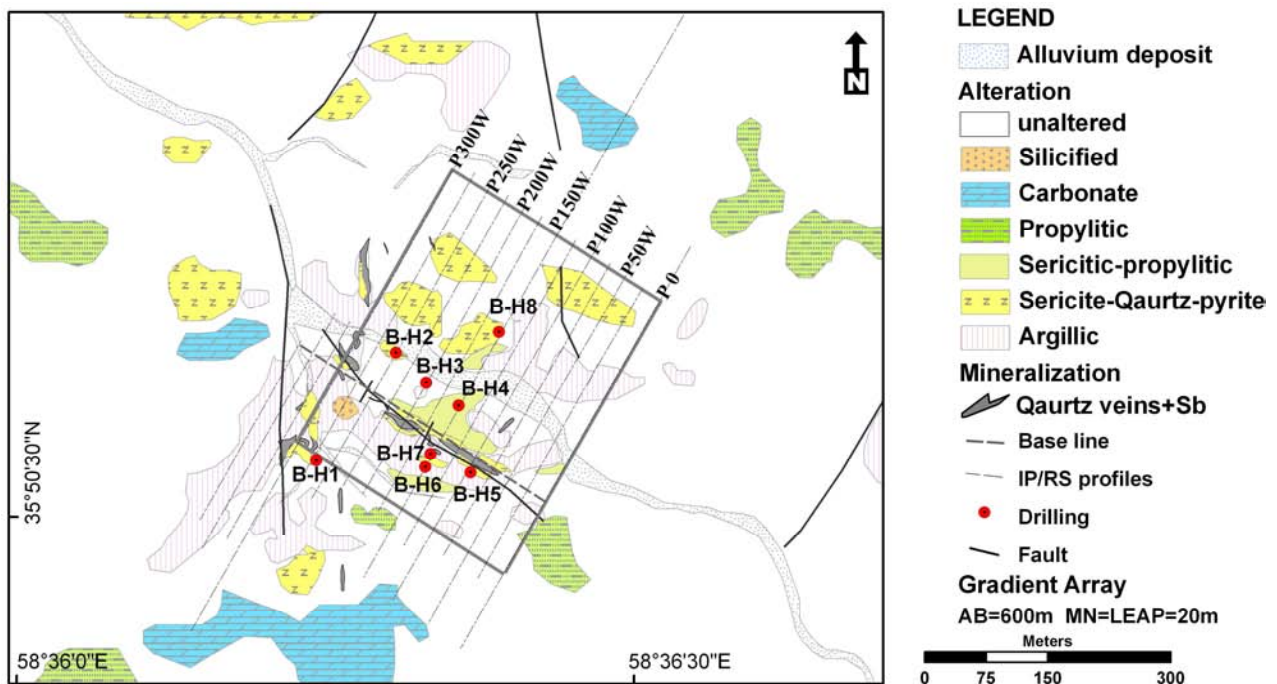 N
P300W
P250W
P200W
P150W
P100W
P50W
P0
B-H8
B-H2
B-H3
B-H4
B-H7
B-H1
B-H6
B-H5
35°50'30"N
58°36'0"E
58°36'30"E
LEGEND
Alluvium deposit
Alteration
unaltered
Silicified
Carbonate
Propylitic
Sericitic-propylitic
Sericite-Qaurtz-pyrite
Argillic
Mineralization
Qaurtz veins+Sb
Base line
IP/RS profiles
Drilling
Fault
Gradient Array
AB=600m MN=LEAP=20m
Meters
0 75 150 300